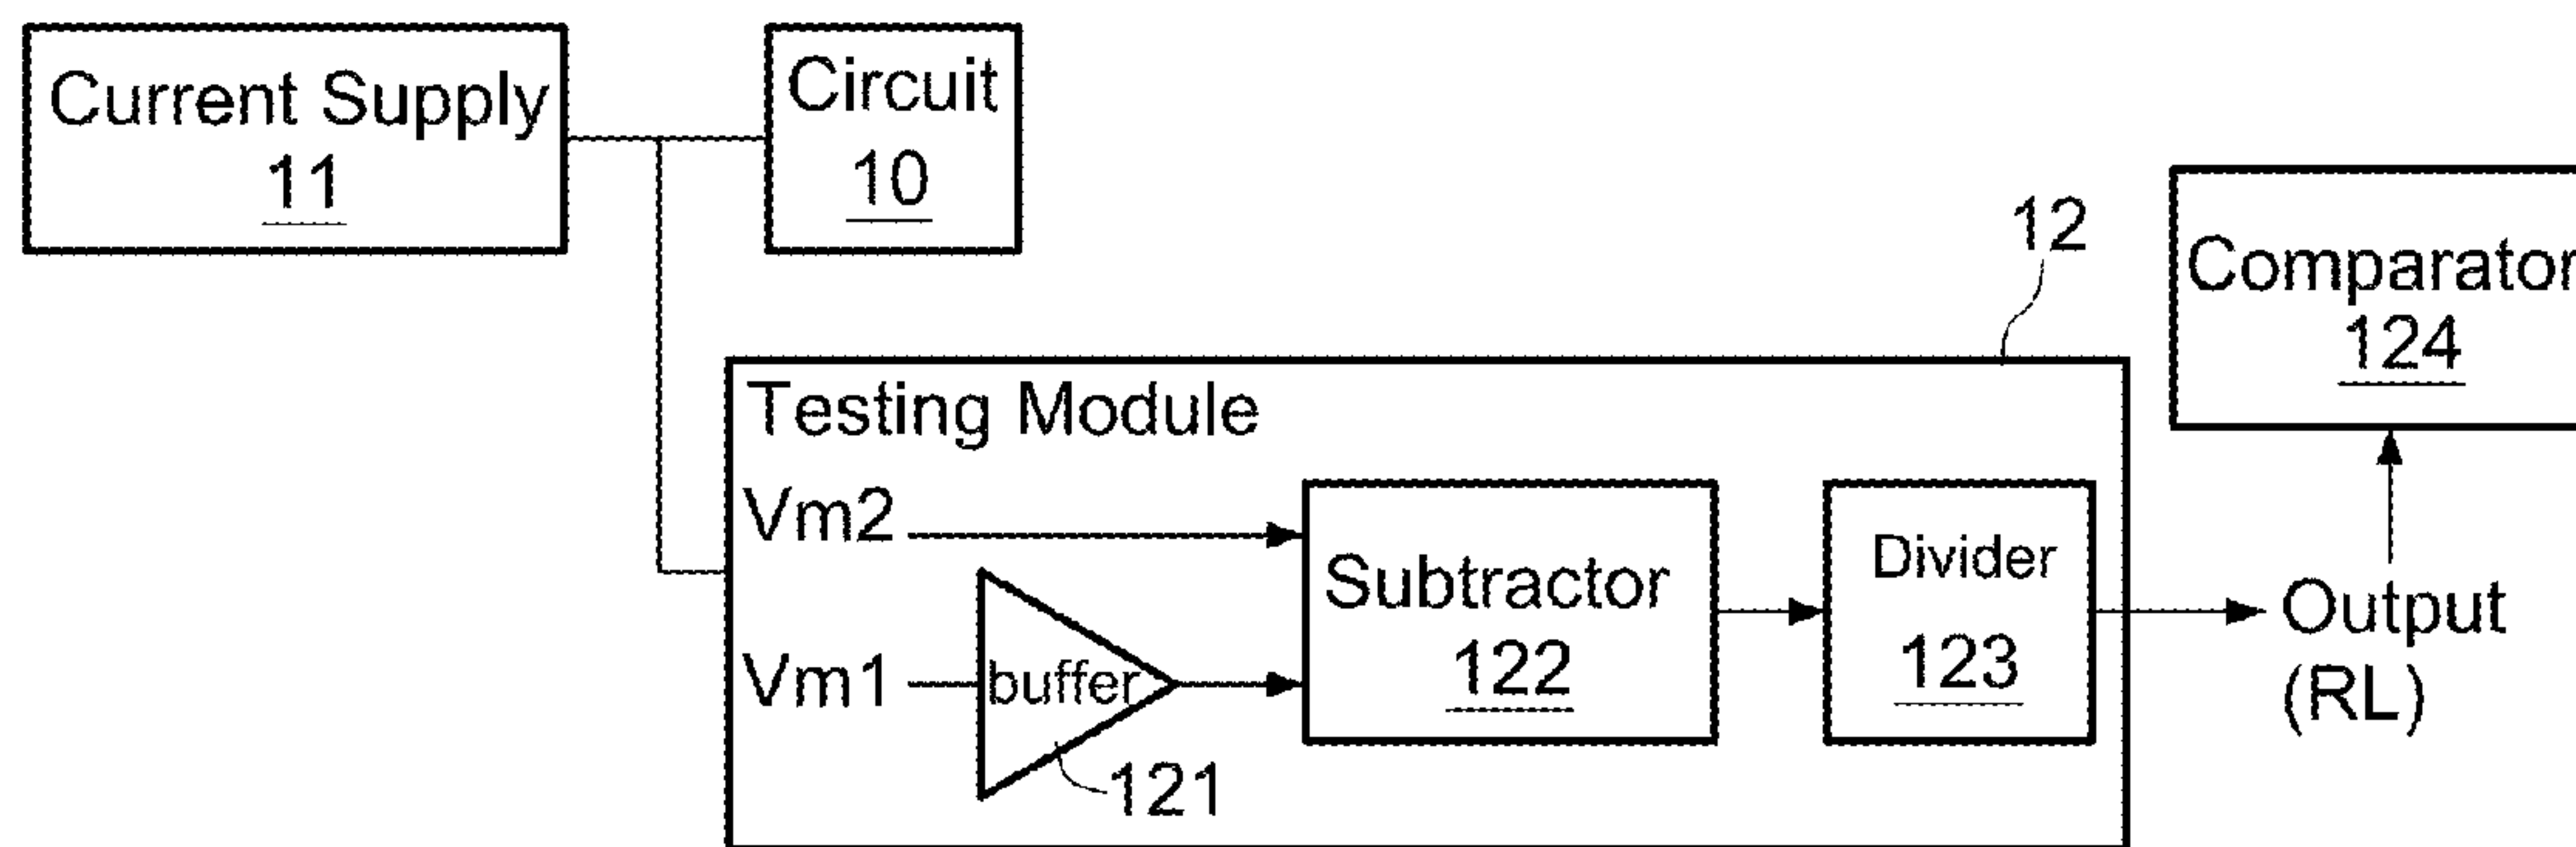 Current Supply
11
Circuit
10
12
Comparator
124
Testing Module
Vm2
Vm1
buffer
121
Subtractor
122
Divider
123
Output
(RL)